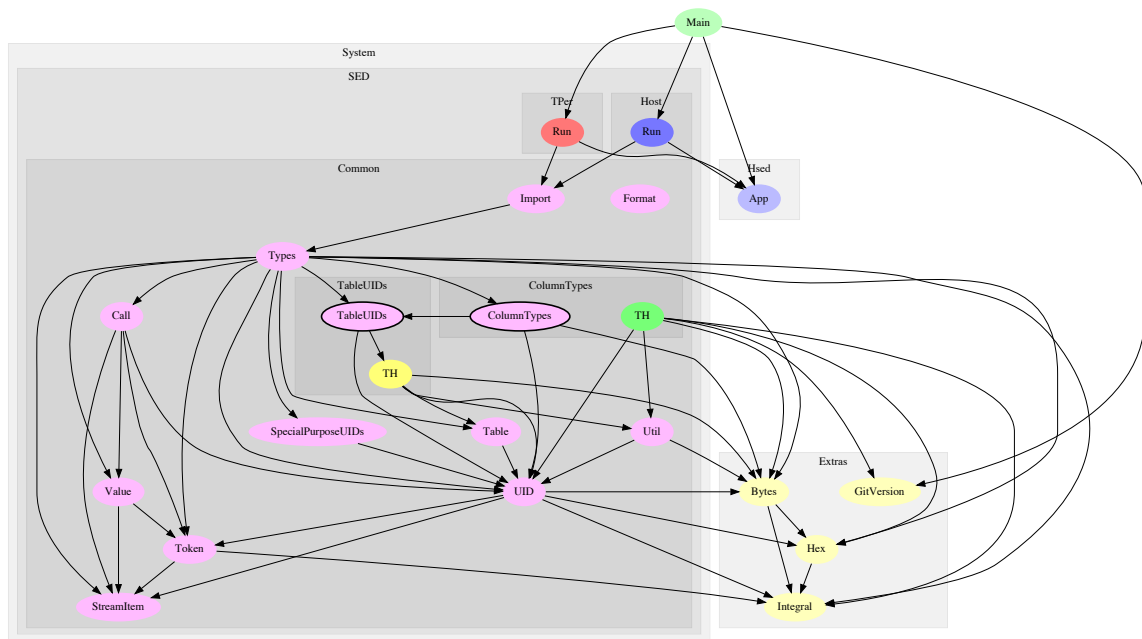 Main
System
SED
TPer
Host
Run
Run
Common
Hsed
Import
Format
App
Types
TableUIDs
ColumnTypes
Call
TableUIDs
ColumnTypes
TH
TH
SpecialPurposeUIDs
Table
Util
Extras
Value
UID
Bytes
GitVersion
Token
Hex
StreamItem
Integral